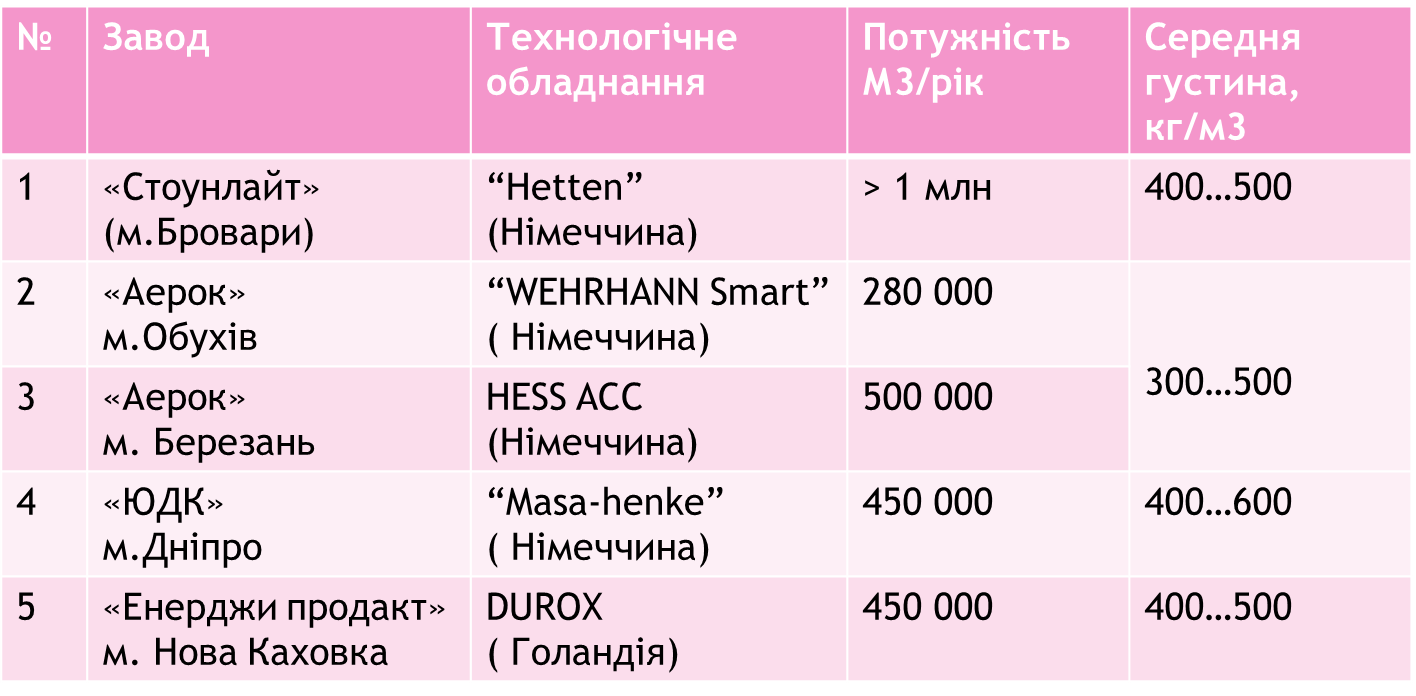 № Завод Технологічне обладнання Потужність М3/рік Середня густина, кг/м3
1 «Стоунлайт» (м.Бровари) “Hetten” (Німеччина) > 1 млн 400…500
2 «Аерок» м.Обухів “WEHRHANN Smart” ( Німеччина) 280 000 300…500
3 «Аерок» м. Березань HESS ACC (Німеччина) 500 000
4 «ЮДК» м.Дніпро “Masa-henke” ( Німеччина) 450 000 400…600
5 «Енерджи продакт» м. Нова Каховка DUROX ( Голандія) 450 000 400…500